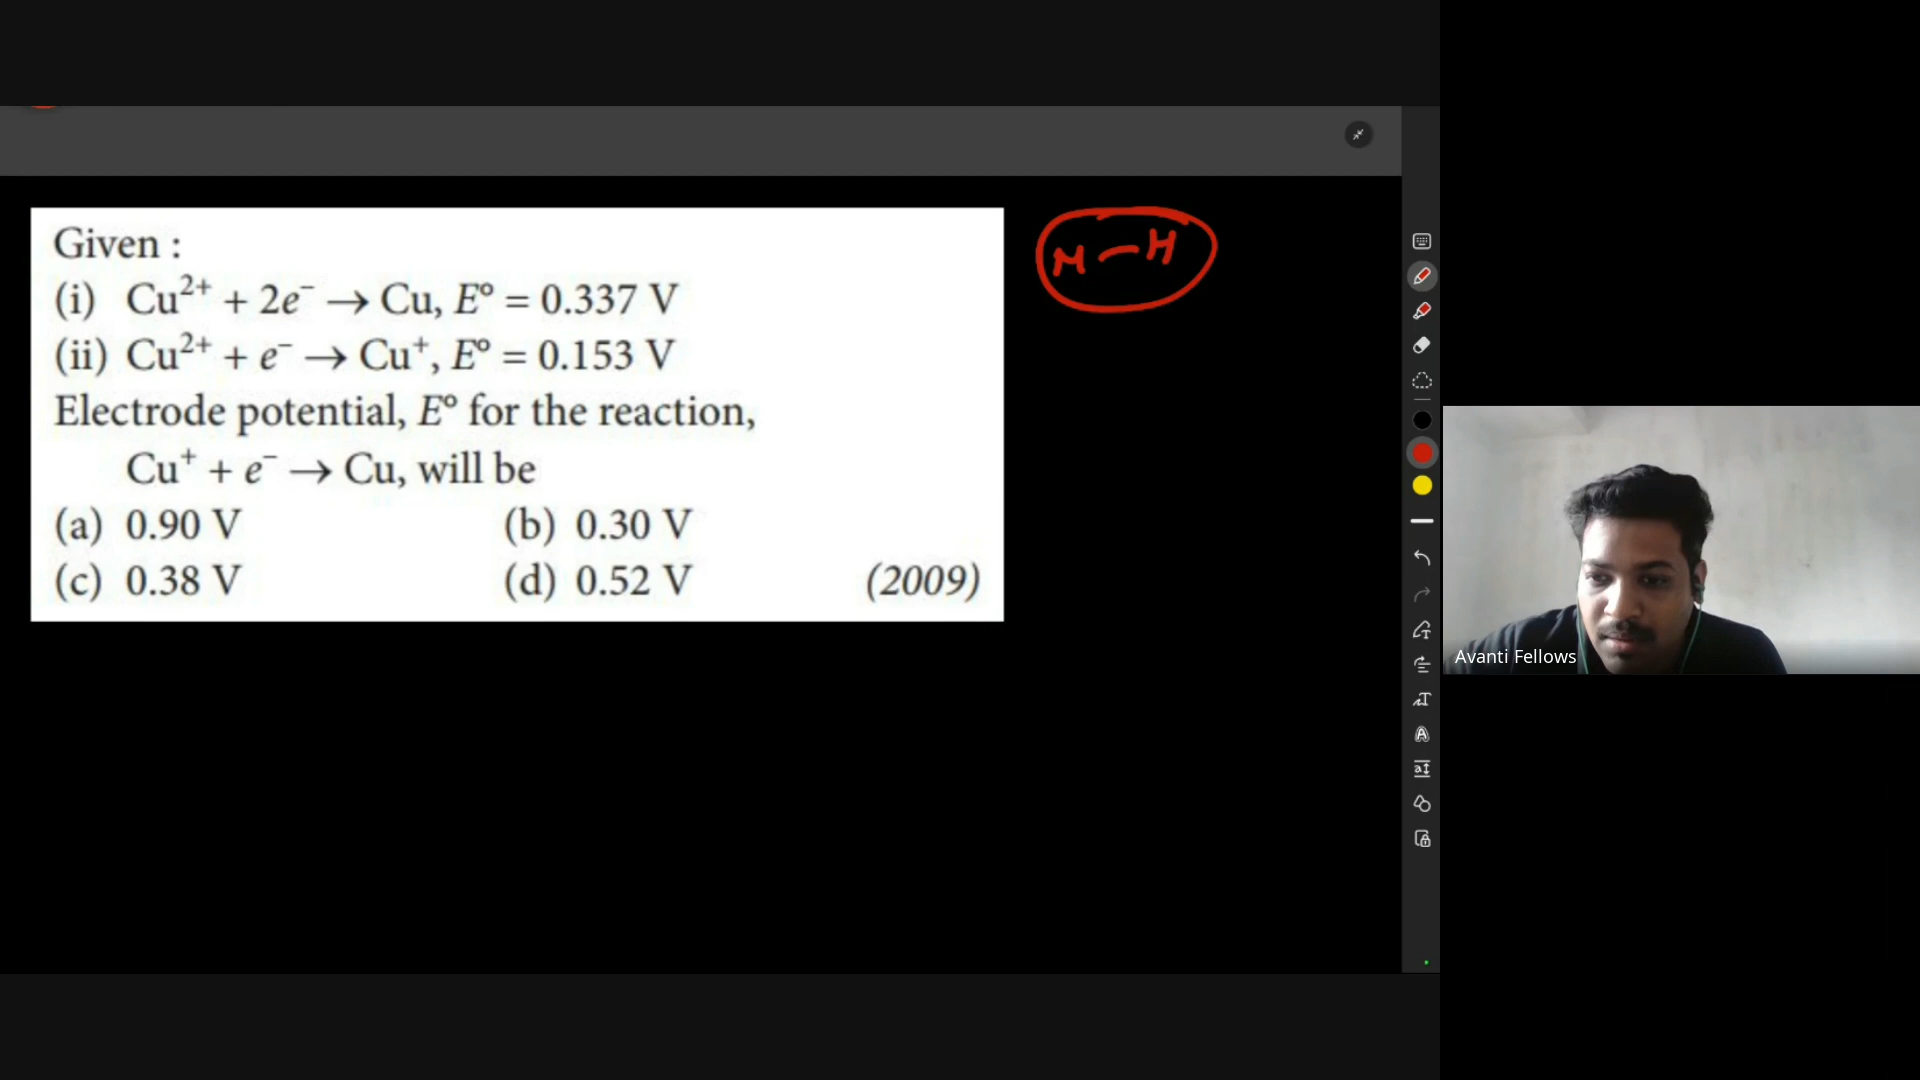 Given :
(i) Cu²⁺ + 2e⁻ → Cu, E° = 0.337 V
(ii) Cu²⁺ + e⁻ → Cu⁺, E° = 0.153 V
Electrode potential, E° for the reaction,
Cu⁺ + e⁻ → Cu, will be
(a) 0.90 V (b) 0.30 V
(c) 0.38 V (d) 0.52 V (2009)
M – H
Avanti Fellows